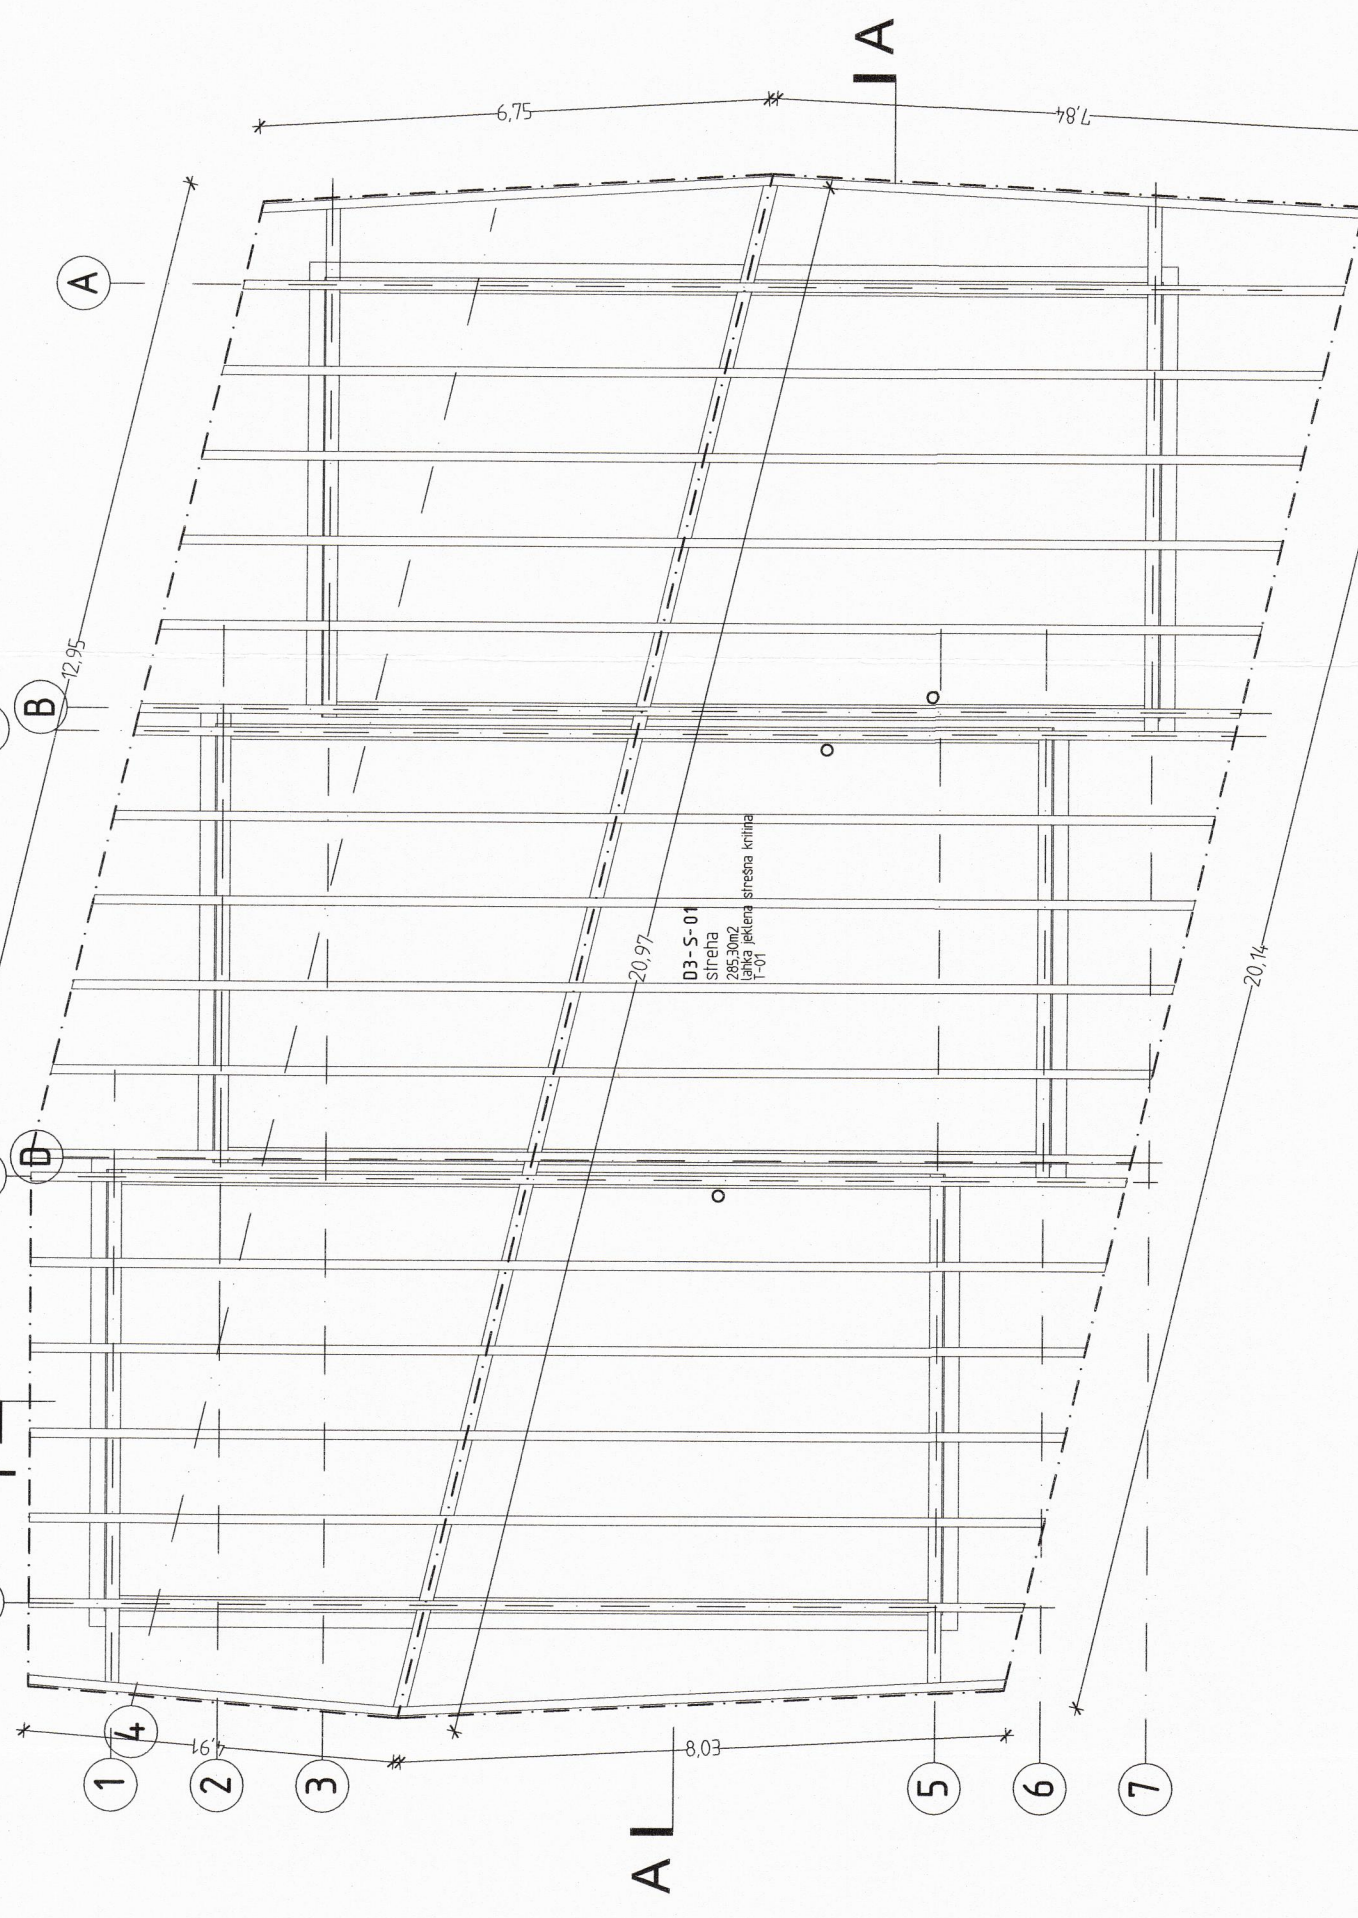 A
A
6,75
7,84
12,95
B
20,97
D3-S-01
streha
285,30m2
lahka jeklena strešna kritina
T-01
20,14
D
4,91
8,03
4
1
2
3
5
6
7
A